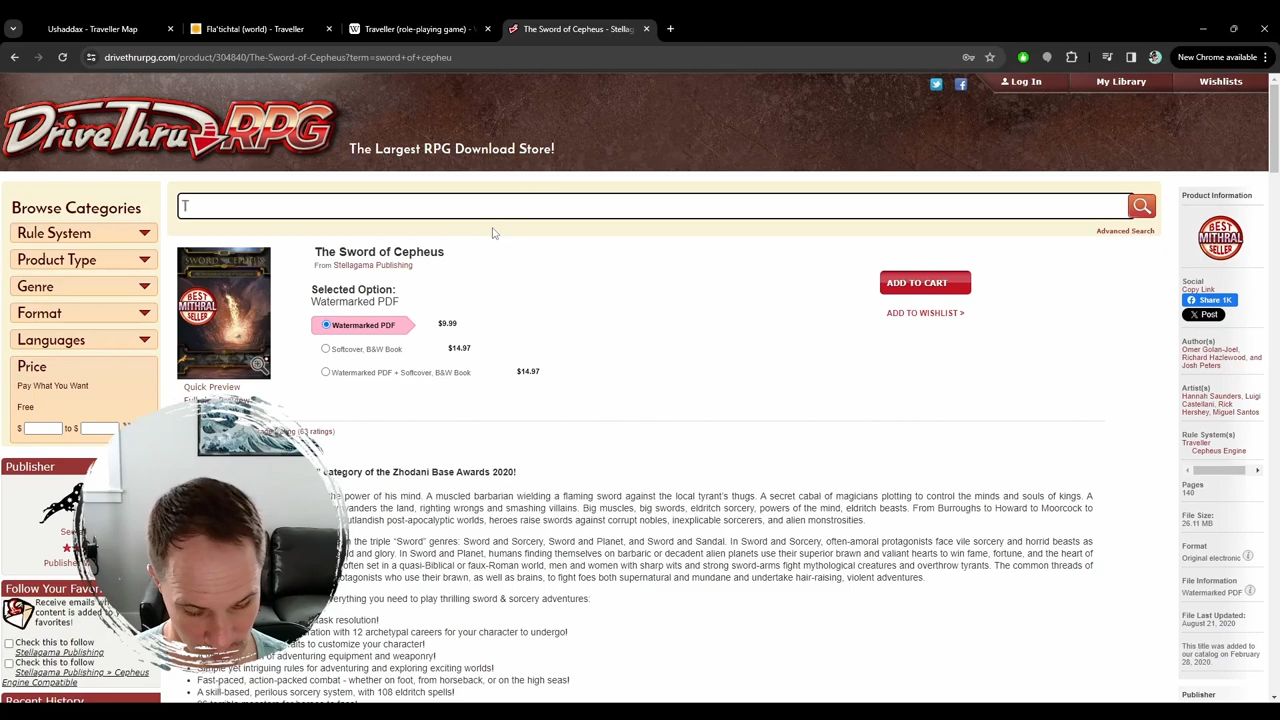 Ushaddax - Traveller Map
Fla'tichtal (world) - Traveller
Traveller (role-playing game) -
The Sword of Cepheus - Stellag
drivethrurpg.com/product/304840/The-Sword-of-Cepheus?term=sword+of+cepheu
New Chrome available
DriveThruRPG
The Largest RPG Download Store!
Log In
My Library
Wishlists
T
Advanced Search
Browse Categories
Rule System
Product Type
Genre
Format
Languages
Price
Pay What You Want
Free
$ to $
Publisher
Follow Your Favor
Receive emails wh
content is added to
favorites!
Check this to follow
Stellagama Publishing
Check this to follow
Stellagama Publishing > Cepheus
Engine Compatible
Recent History
SWORD OF CEPHEUS
BEST
MITHRAL
SELLER
Quick Preview
The Sword of Cepheus
From Stellagama Publishing
Selected Option:
Watermarked PDF
Watermarked PDF $9.99
Softcover, B&W Book $14.97
Watermarked PDF + Softcover, B&W Book $14.97
ADD TO CART
ADD TO WISHLIST >
(63 ratings)
category of the Zhodani Base Awards 2020!
power of his mind. A muscled barbarian wielding a flaming sword against the local tyrant's thugs. A secret cabal of magicians plotting to control the minds and souls of kings. A
wanders the land, righting wrongs and smashing villains. Big muscles, big swords, eldritch sorcery, powers of the mind, eldritch beasts. From Burroughs to Howard to Moorcock to
outlandish post-apocalyptic worlds, heroes raise swords against corrupt nobles, inexplicable sorcerers, and alien monstrosities.
in the triple "Sword" genres: Sword and Sorcery, Sword and Planet, and Sword and Sandal. In Sword and Sorcery, often-amoral protagonists face vile sorcery and horrid beasts as
and glory. In Sword and Planet, humans finding themselves on barbaric or decadent alien planets use their superior brawn and valiant hearts to win fame, fortune, and the heart of
often set in a quasi-Biblical or faux-Roman world, men and women with sharp wits and strong sword-arms fight mythological creatures and overthrow tyrants. The common threads of
protagonists who use their brawn, as well as brains, to fight foes both supernatural and mundane and undertake hair-raising, violent adventures.
everything you need to play thrilling sword & sorcery adventures:
task resolution!
with 12 archetypal careers for your character to undergo!
to customize your character!
of adventuring equipment and weaponry!
Simple yet intriguing rules for adventuring and exploring exciting worlds!
Fast-paced, action-packed combat - whether on foot, from horseback, or on the high seas!
A skill-based, perilous sorcery system, with 108 eldritch spells!
Product Information
BEST
MITHRAL
SELLER
Social
Copy Link
Share 1K
Post
Author(s)
Omer Golan-Joel,
Richard Hazlewood, and
Josh Peters
Artist(s)
Hannah Saunders, Luigi
Castellani, Rick
Hershey, Miguel Santos
Rule System(s)
Traveller
Cepheus Engine
Pages
140
File Size:
26.11 MB
Format
Original electronic
File Information
Watermarked PDF
File Last Updated:
August 21, 2020
This title was added
to our catalog on February
28, 2020.
Publisher